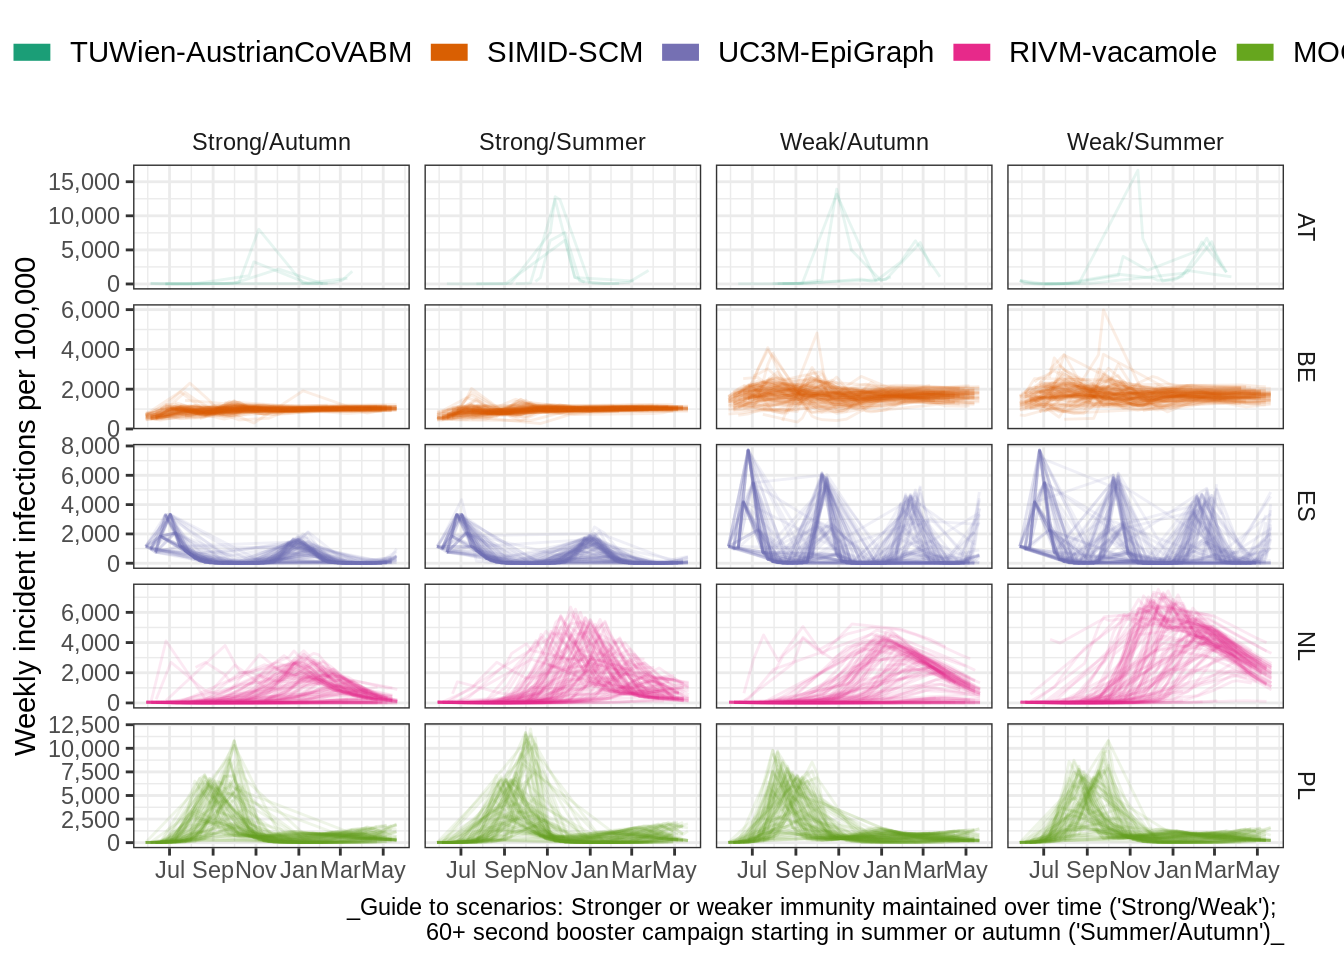 TUWien-AustrianCoVABM SIMID-SCM UC3M-EpiGraph RIVM-vacamole MO
Strong/Autumn Strong/Summer Weak/Autumn Weak/Summer
Weekly incident infections per 100,000
15,000
10,000
5,000
0
AT
6,000
4,000
2,000
0
BE
8,000
6,000
4,000
2,000
0
ES
6,000
4,000
2,000
0
NL
12,500
10,000
7,500
5,000
2,500
0
PL
Jul Sep Nov Jan Mar May Jul Sep Nov Jan Mar May Jul Sep Nov Jan Mar May Jul Sep Nov Jan Mar May
_Guide to scenarios: Stronger or weaker immunity maintained over time ('Strong/Weak');
60+ second booster campaign starting in summer or autumn ('Summer/Autumn')_